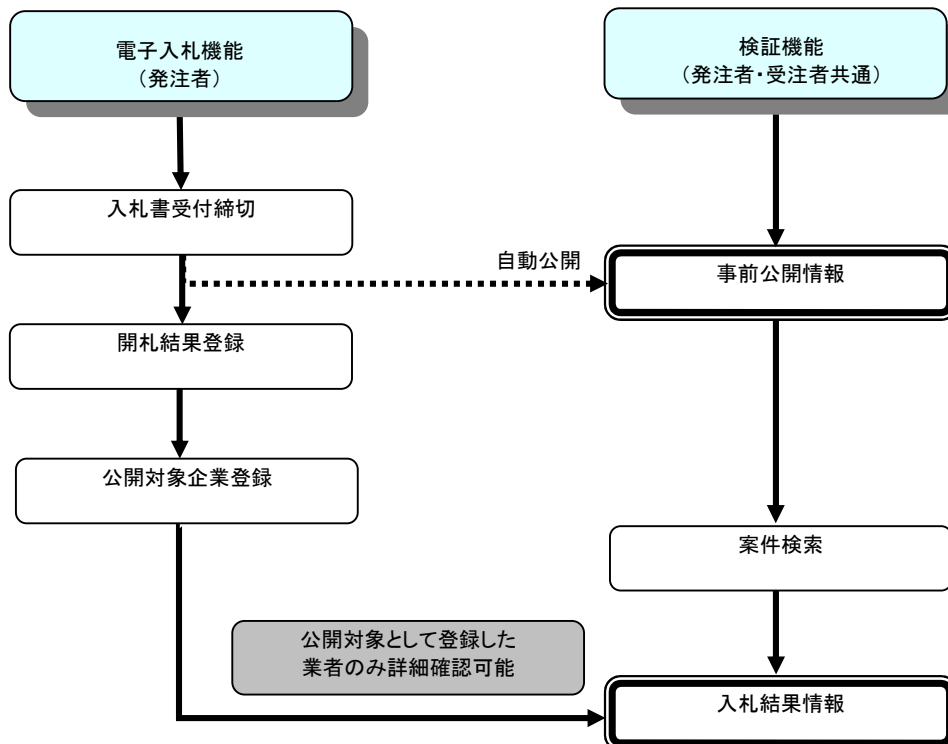 電子入札機能
（発注者）
検証機能
（発注者・受注者共通）
入札書受付締切
自動公開
事前公開情報
開札結果登録
公開対象企業登録
案件検索
公開対象として登録した
業者のみ詳細確認可能
入札結果情報